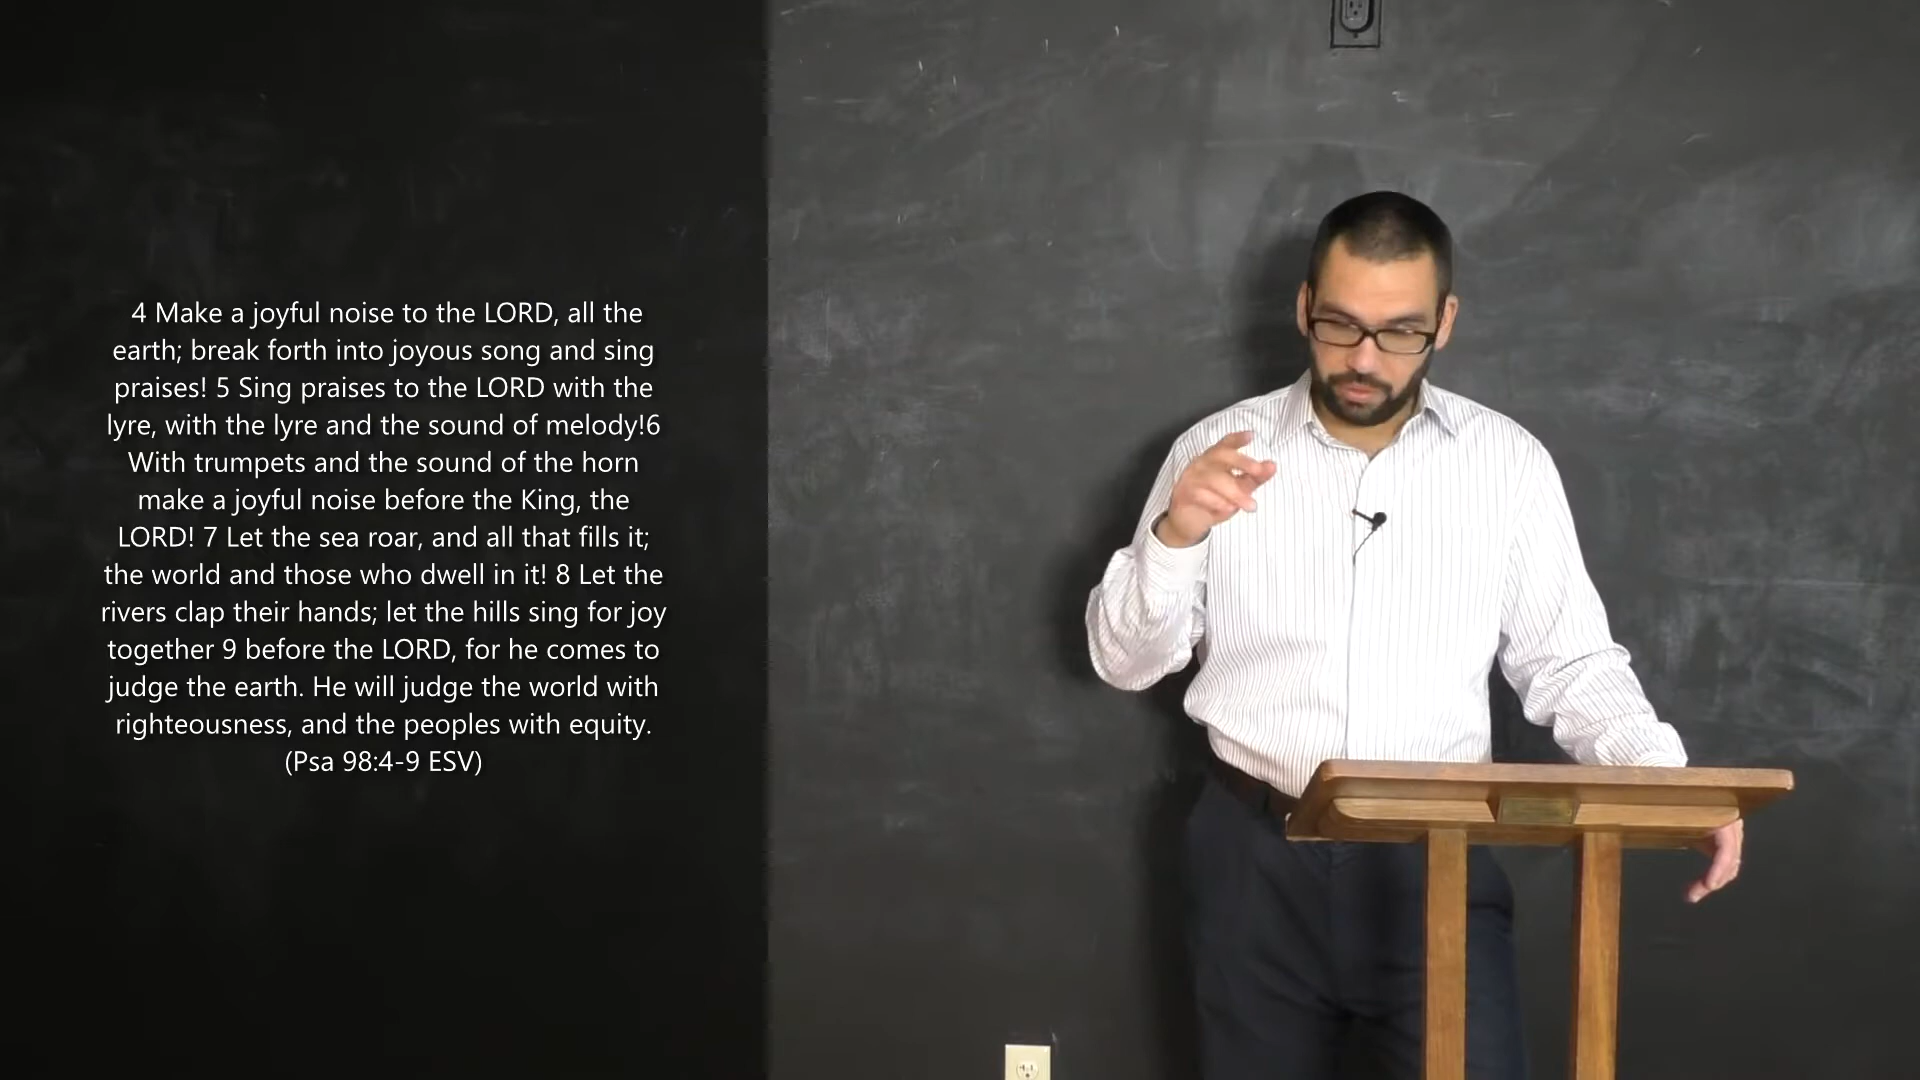 4 Make a joyful noise to the LORD, all the
earth; break forth into joyous song and sing
praises! 5 Sing praises to the LORD with the
lyre, with the lyre and the sound of melody!6
With trumpets and the sound of the horn
make a joyful noise before the King, the
LORD! 7 Let the sea roar, and all that fills it;
the world and those who dwell in it! 8 Let the
rivers clap their hands; let the hills sing for joy
together 9 before the LORD, for he comes to
judge the earth. He will judge the world with
righteousness, and the peoples with equity.
(Psa 98:4-9 ESV)